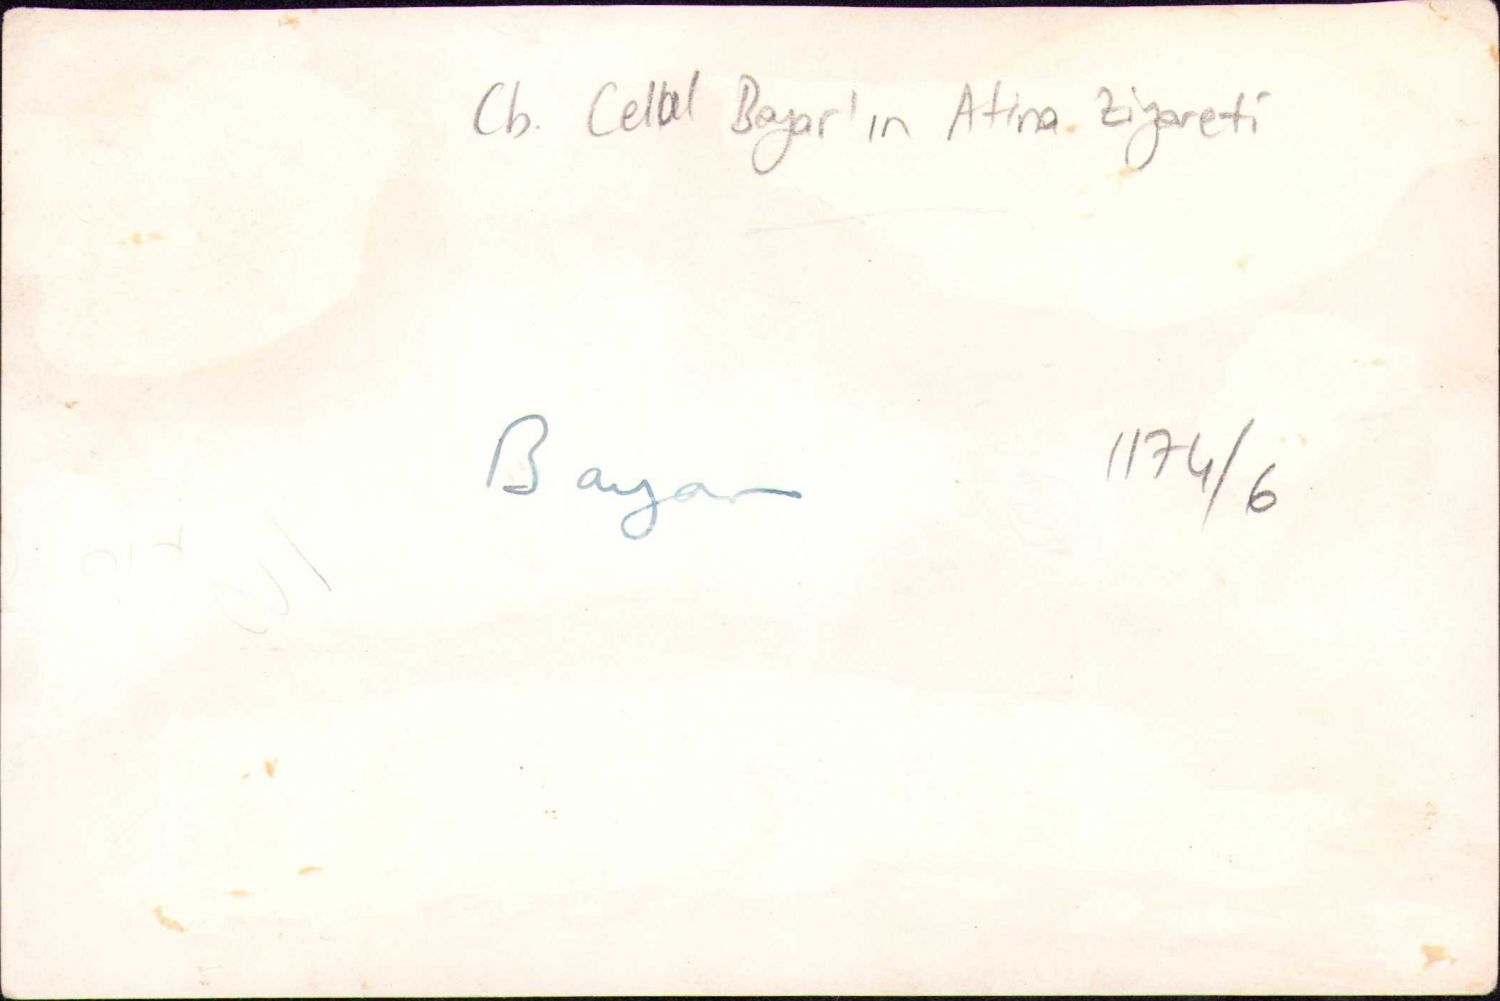 Cb. Celal Bayar'ın Atina Ziyareti
Bayar
1174/6